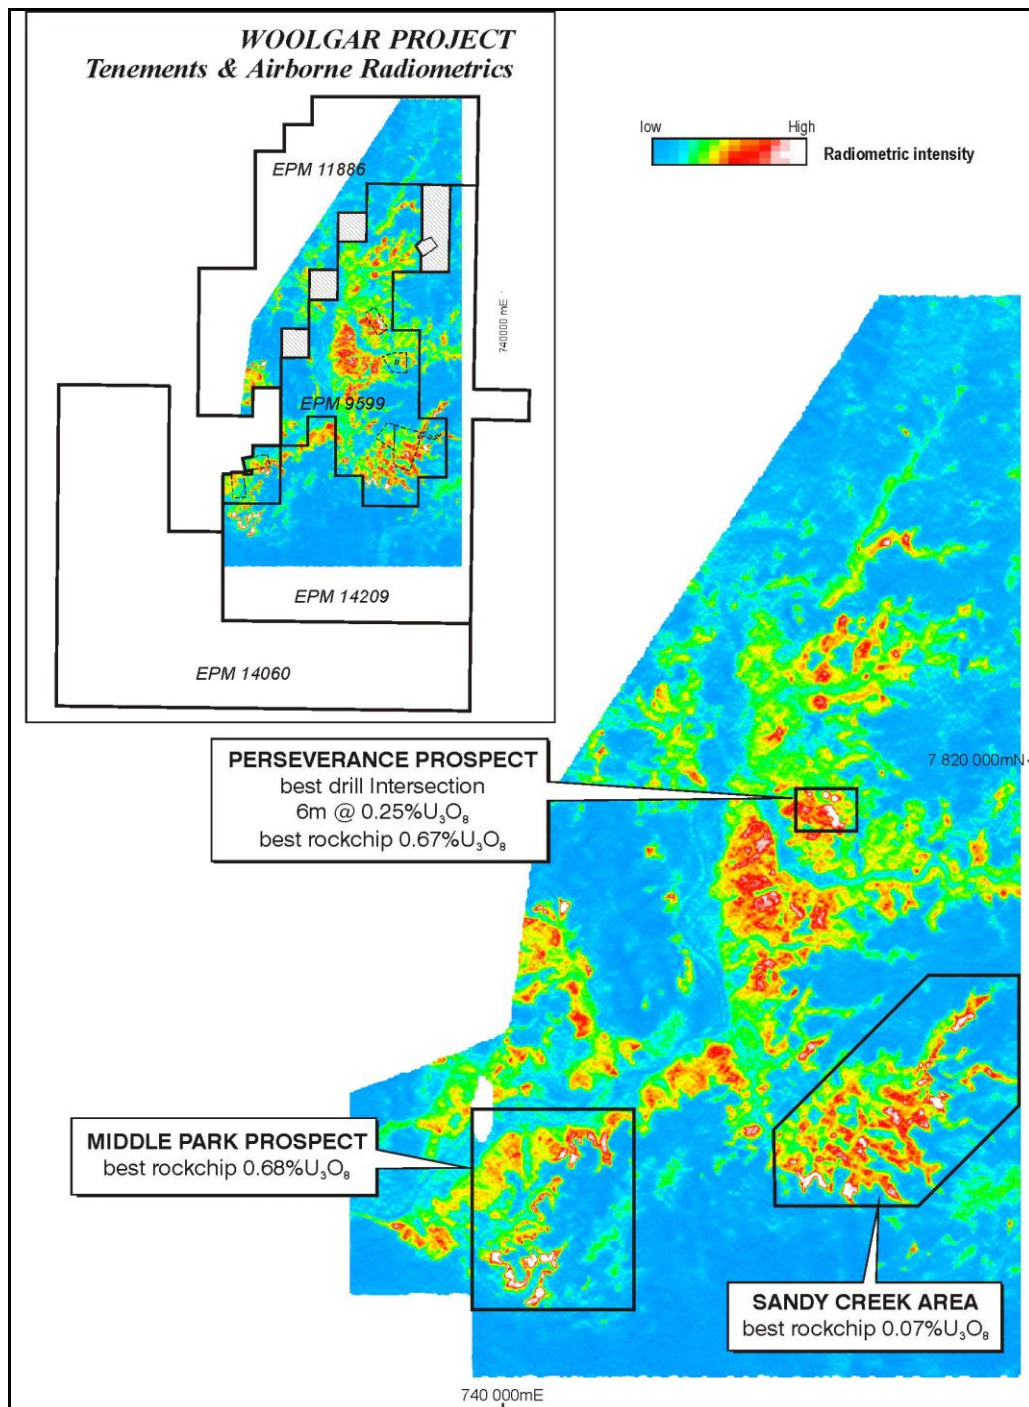 WOOLGAR PROJECT
Tenements & Airborne Radiometrics
EPM 11886
740000 mE
EPM 9599
EPM 14209
EPM 14060
low High
Radiometric intensity
7 820 000mN
PERSEVERANCE PROSPECT
best drill Intersection
6m @ 0.25%U₃O₈
best rockchip 0.67%U₃O₈
MIDDLE PARK PROSPECT
best rockchip 0.68%U₃O₈
SANDY CREEK AREA
best rockchip 0.07%U₃O₈
740 000mE